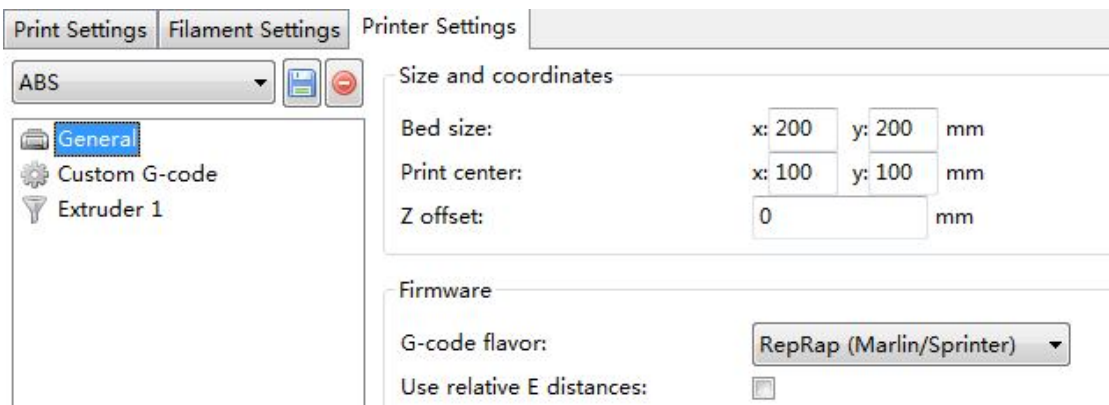 Print Settings Filament Settings Printer Settings
ABS
General
Custom G-code
Extruder 1
Size and coordinates
Bed size: x: 200 y: 200 mm
Print center: x: 100 y: 100 mm
Z offset: 0 mm
Firmware
G-code flavor: RepRap (Marlin/Sprinter)
Use relative E distances: